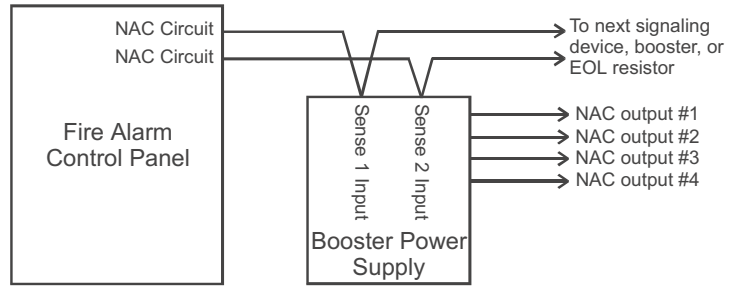 NAC Circuit
NAC Circuit
Fire Alarm
Control Panel
To next signaling
device, booster, or
EOL resistor
Sense 1 Input
Sense 2 Input
Booster Power
Supply
NAC output #1
NAC output #2
NAC output #3
NAC output #4